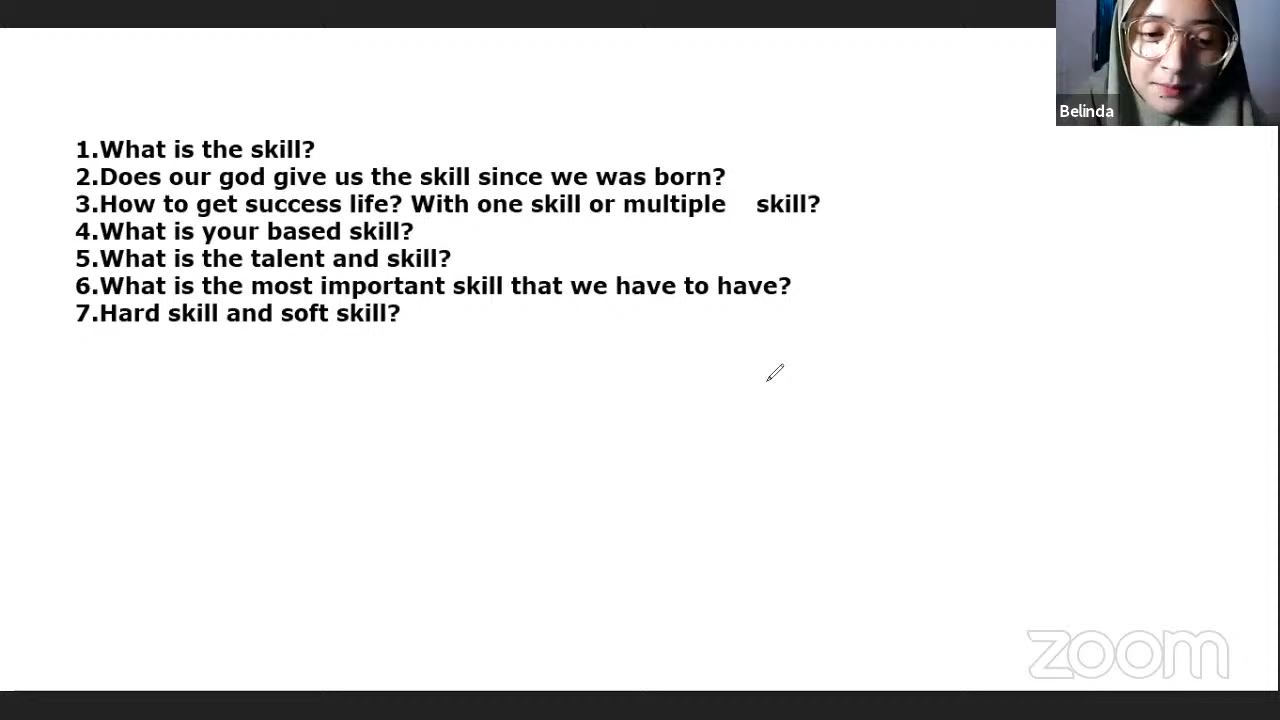 Belinda
1.What is the skill?
2.Does our god give us the skill since we was born?
3.How to get success life? With one skill or multiple    skill?
4.What is your based skill?
5.What is the talent and skill?
6.What is the most important skill that we have to have?
7.Hard skill and soft skill?
zoom